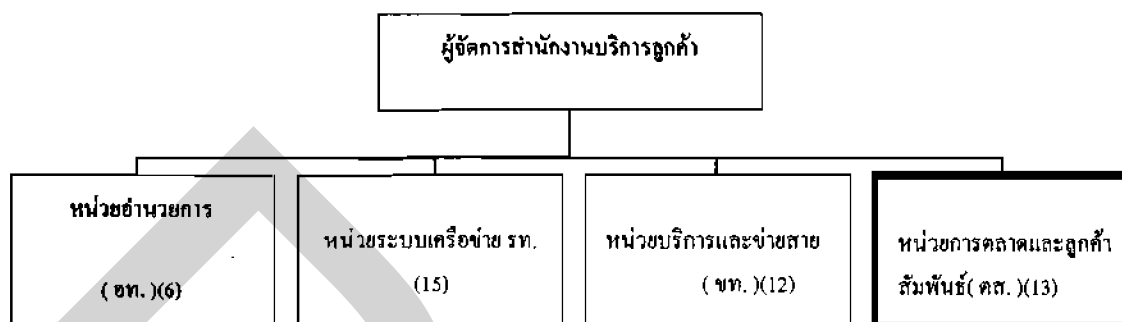 ผู้จัดการสำนักงานบริการลูกค้า
หน่วยอำนวยการ
( อท. )(6)
หน่วยระบบเครือข่าย รท.
(15)
หน่วยบริการและข่ายสาย
( ขท. )(12)
หน่วยการตลาดและลูกค้า
สัมพันธ์( ตส. )(13)